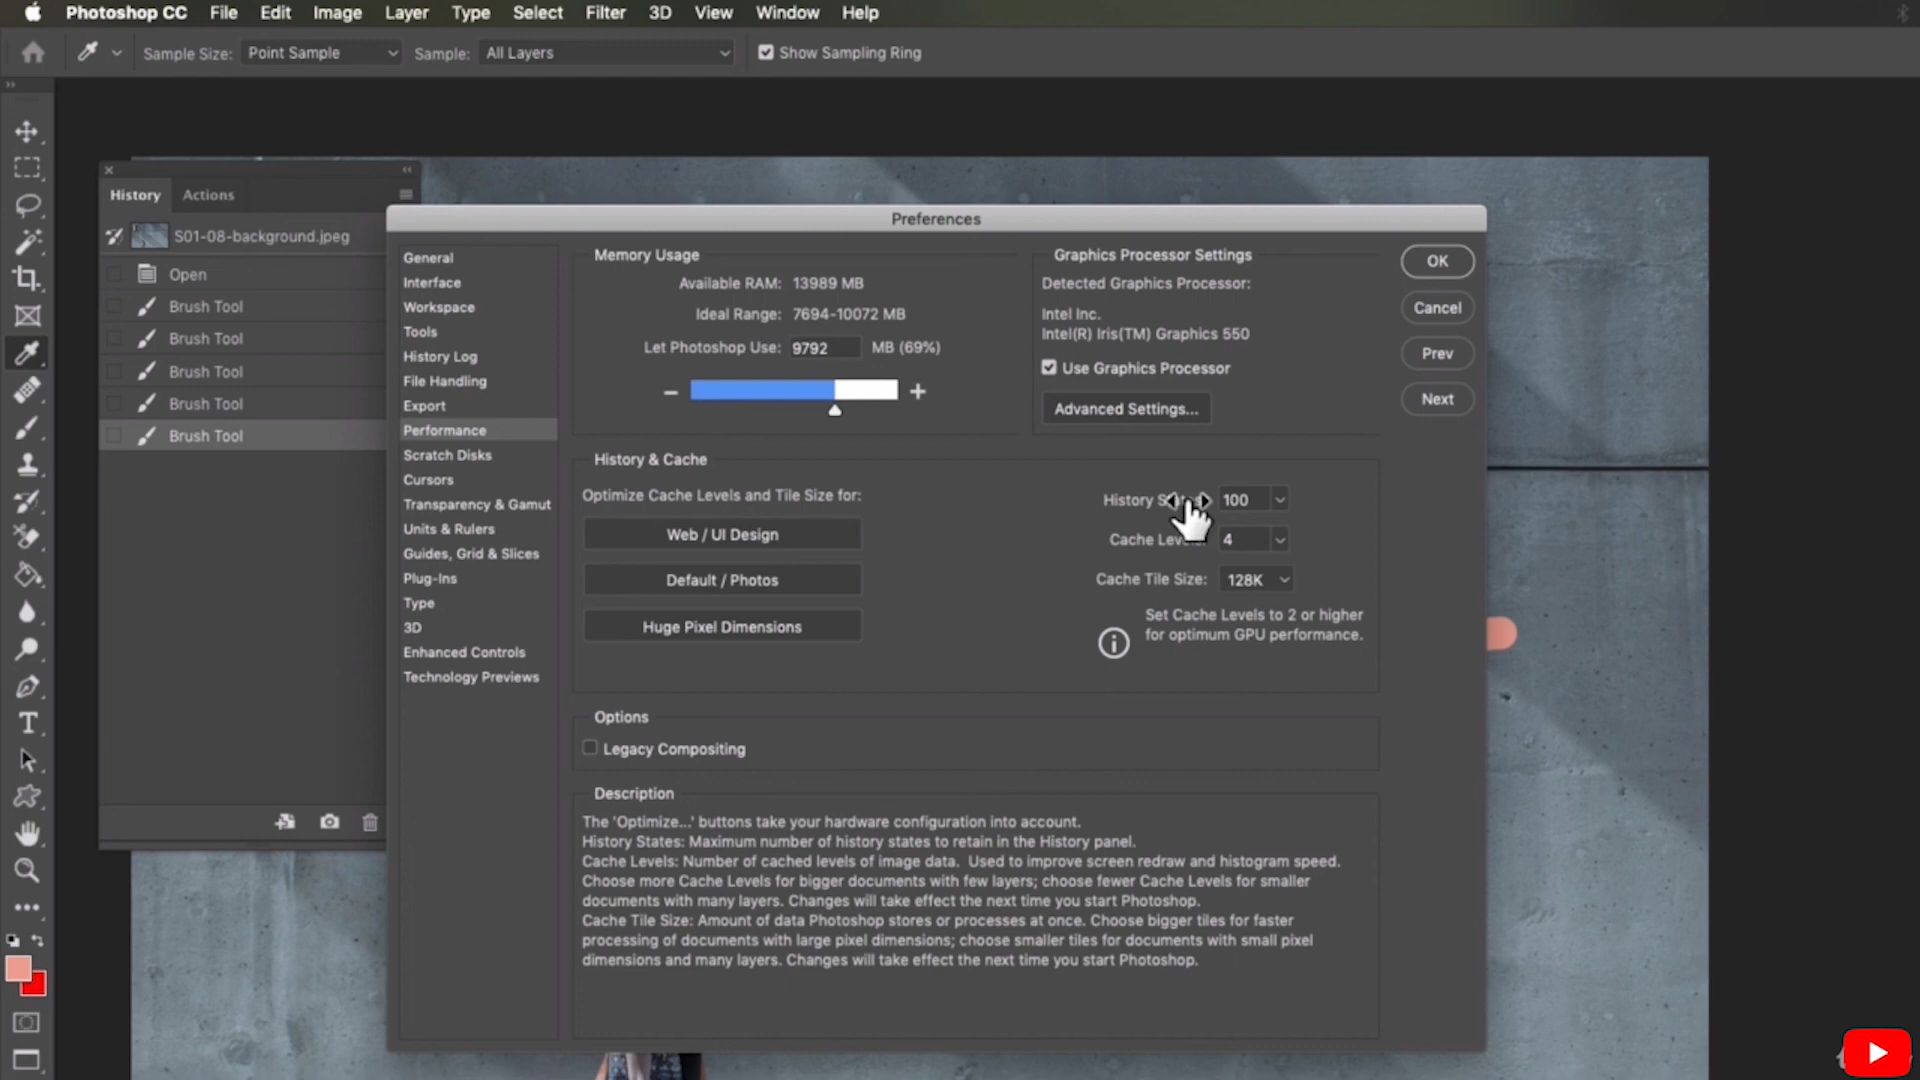 Photoshop CC File Edit Image Layer Type Select Filter 3D View Window Help
Sample Size: Point Sample Sample: All Layers Show Sampling Ring
History Actions
S01-08-background.jpeg
Open
Brush Tool
Brush Tool
Brush Tool
Brush Tool
Brush Tool
Preferences
General
Interface
Workspace
Tools
History Log
File Handling
Export
Performance
Scratch Disks
Cursors
Transparency & Gamut
Units & Rulers
Guides, Grid & Slices
Plug-Ins
Type
3D
Enhanced Controls
Technology Previews
Memory Usage
Available RAM: 13989 MB
Ideal Range: 7694-10072 MB
Let Photoshop Use: 9792 MB (69%)
Graphics Processor Settings
Detected Graphics Processor:
Intel Inc.
Intel(R) Iris(TM) Graphics 550
Use Graphics Processor
Advanced Settings...
OK
Cancel
Prev
Next
History & Cache
Optimize Cache Levels and Tile Size for:
Web / UI Design
Default / Photos
Huge Pixel Dimensions
History 100
Cache 4
Cache Tile Size: 128K
Set Cache Levels to 2 or higher
for optimum GPU performance.
Options
Legacy Compositing
Description
The 'Optimize...' buttons take your hardware configuration into account.
History States: Maximum number of history states to retain in the History panel.
Cache Levels: Number of cached levels of image data. Used to improve screen redraw and histogram speed.
Choose more Cache Levels for bigger documents with few layers; choose fewer Cache Levels for smaller
documents with many layers. Changes will take effect the next time you start Photoshop.
Cache Tile Size: Amount of data Photoshop stores or processes at once. Choose bigger tiles for faster
processing of documents with large pixel dimensions; choose smaller tiles for documents with small pixel
dimensions and many layers. Changes will take effect the next time you start Photoshop.